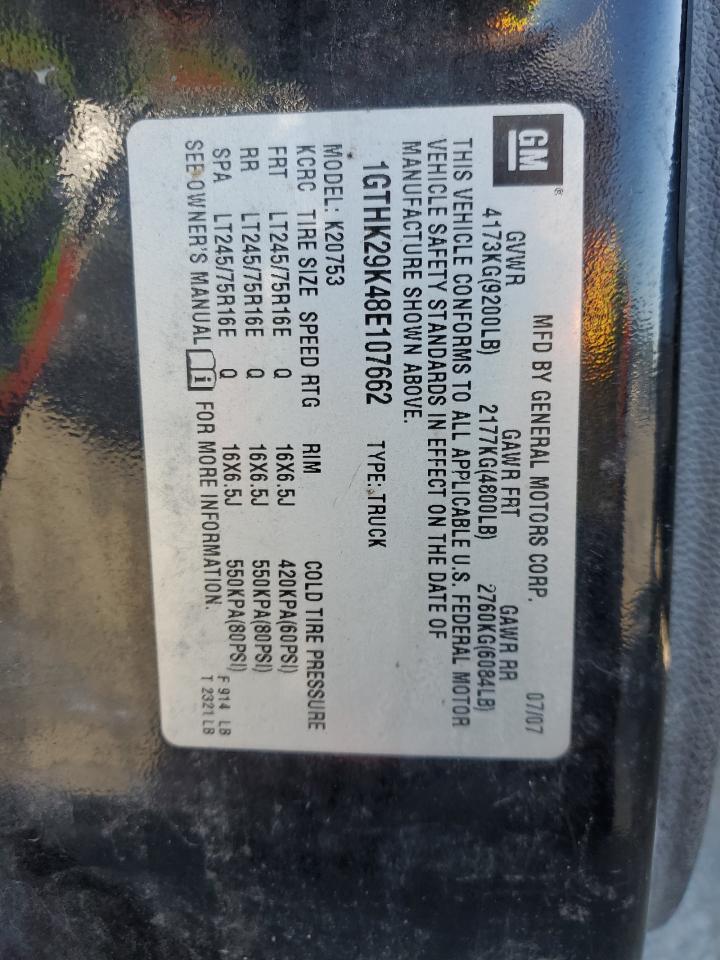 GM®
MFD BY GENERAL MOTORS CORP. 07/07
GVWR GAWR FRT GAWR RR
4173KG(9200LB) 2177KG(4800LB) 2760KG(6084LB)
THIS VEHICLE CONFORMS TO ALL APPLICABLE U.S. FEDERAL MOTOR
VEHICLE SAFETY STANDARDS IN EFFECT ON THE DATE OF
MANUFACTURE SHOWN ABOVE.
1GTHK29K48E107662 TYPE: TRUCK
MODEL: K20753
KCRC TIRE SIZE SPEED RTG RIM COLD TIRE PRESSURE
FRT LT245/75R16E Q 16X6.5J 420KPA(60PSI)
RR LT245/75R16E Q 16X6.5J 550KPA(80PSI)
SPA LT245/75R16E Q 16X6.5J 550KPA(80PSI) F 914 LB
SEE OWNER'S MANUAL i FOR MORE INFORMATION. T 2321 LB